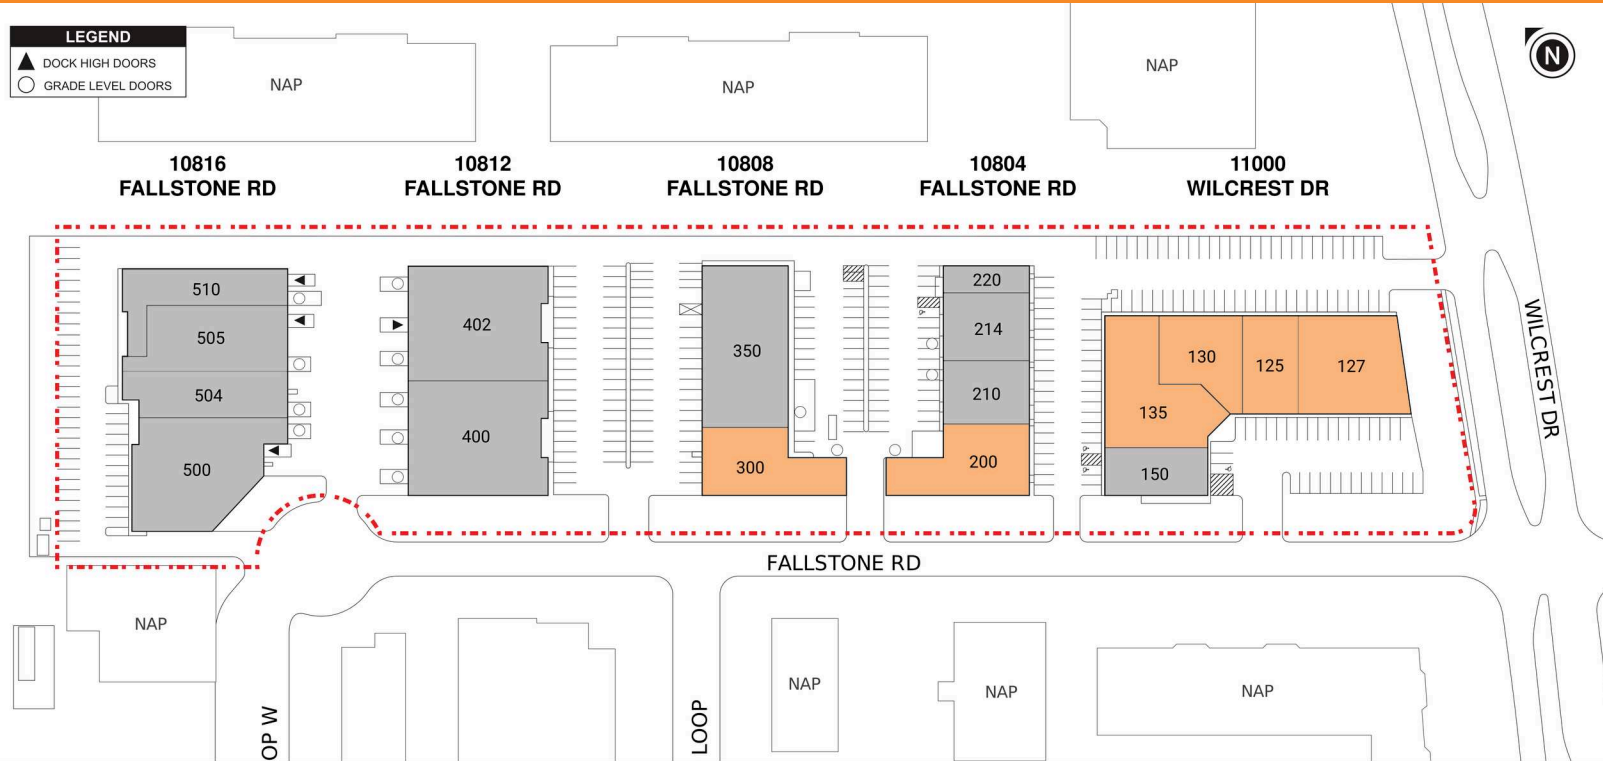 LEGEND
DOCK HIGH DOORS
GRADE LEVEL DOORS
NAP
NAP
NAP
N
10816
FALLSTONE RD
10812
FALLSTONE RD
10808
FALLSTONE RD
10804
FALLSTONE RD
11000
WILCREST DR
510
505
504
500
402
400
350
300
220
214
210
200
130
125
127
135
150
WILCREST DR
FALLSTONE RD
NAP
NAP
NAP
NAP
OP W
LOOP